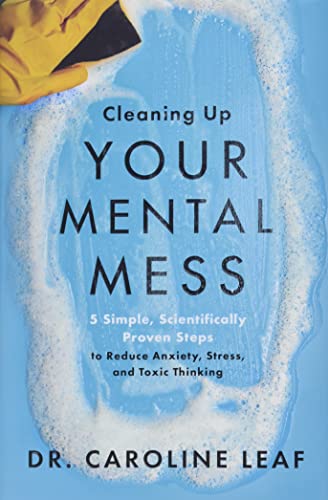 Cleaning Up
YOUR
MENTAL
MESS
5 Simple, Scientifically
Proven Steps
to Reduce Anxiety, Stress,
and Toxic Thinking
DR. CAROLINE LEAF